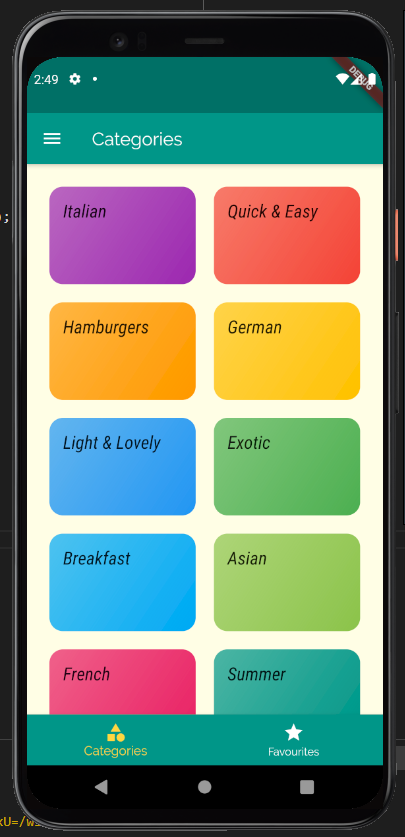 2:49
DEBUG
Categories
Italian
Quick & Easy
Hamburgers
German
Light & Lovely
Exotic
Breakfast
Asian
French
Summer
Categories
Favourites